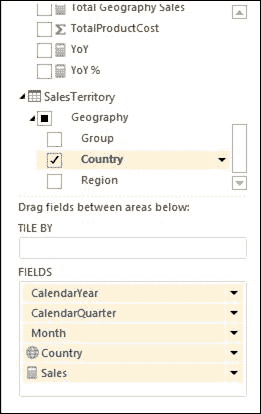 Total Geography Sales
TotalProductCost
YoY
YoY %
SalesTerritory
Geography
Group
Country
Region
Drag fields between areas below:
TILE BY
FIELDS
CalendarYear
CalendarQuarter
Month
Country
Sales